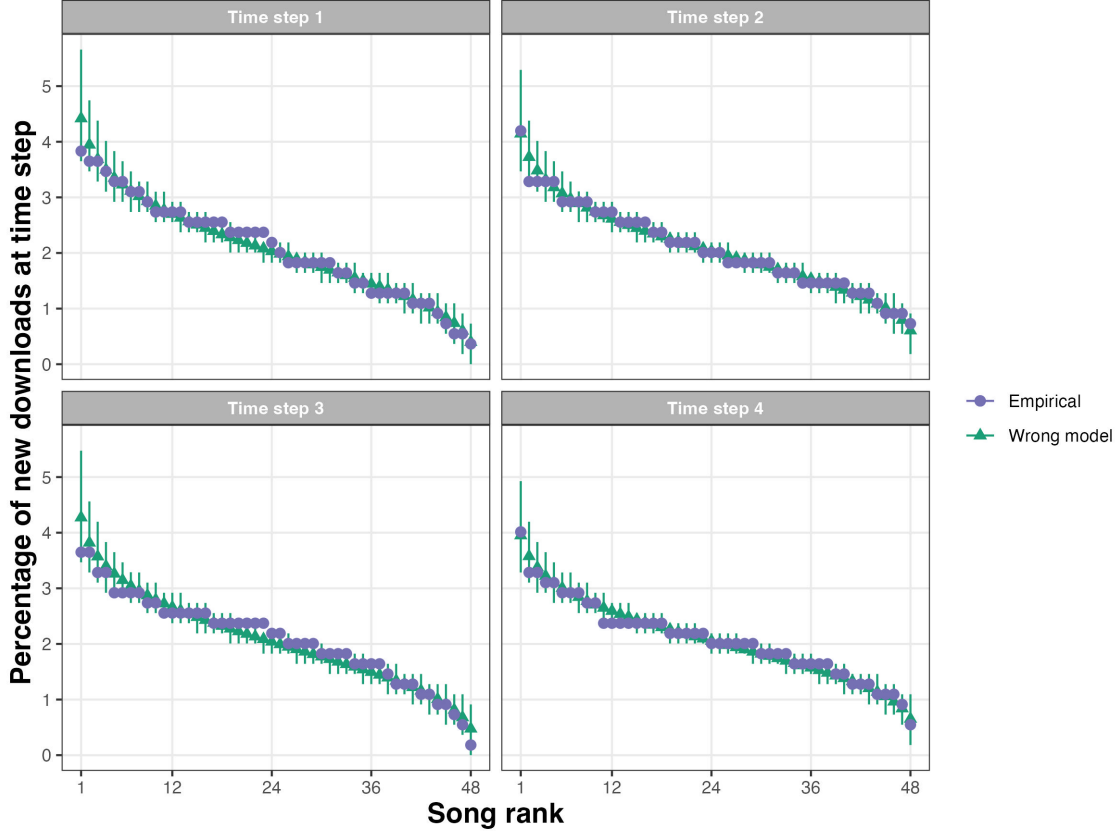 Time step 1
Time step 2
5
4
3
2
1
0
Time step 3
Time step 4
5
4
3
2
1
0
1 12 24 36 48
1 12 24 36 48
Song rank
Percentage of new downloads at time step
Empirical
Wrong model